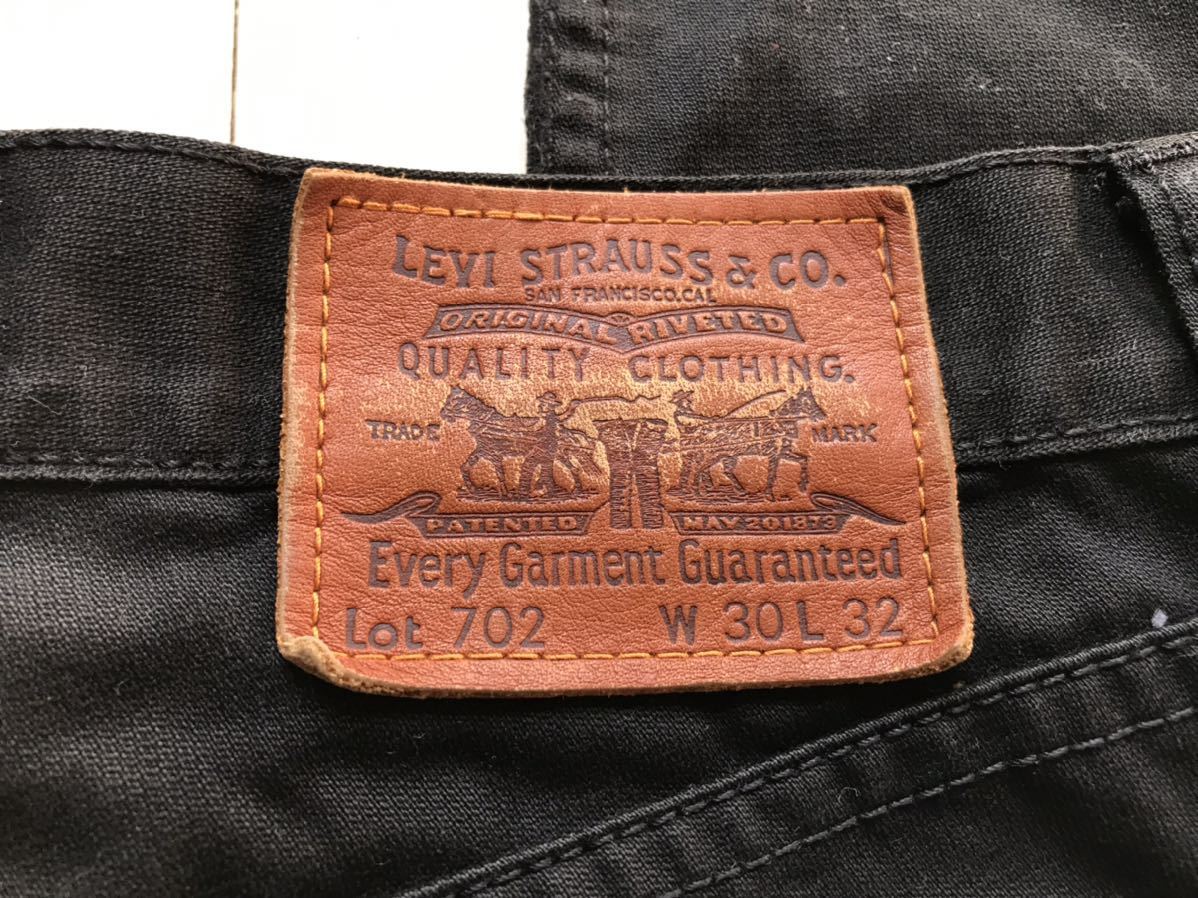 LEVI STRAUSS & CO.
SAN FRANCISCO.CAL
ORIGINAL RIVETED
QUALITY CLOTHING.
TRADE MARK
PATENTED MAY 20 1873
Every Garment Guaranteed
Lot 702 W 30 L 32